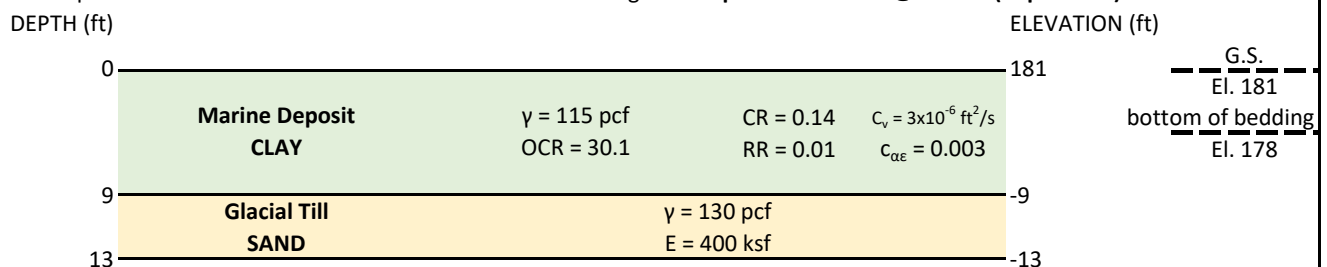 DEPTH (ft) ELEVATION (ft)
G.S.
0 181
El. 181
Marine Deposit γ = 115 pcf CR = 0.14 Cv = 3x10-6 ft2/s bottom of bedding
CLAY OCR = 30.1 RR = 0.01 cαε = 0.003 El. 178
9 -9
Glacial Till γ = 130 pcf
SAND E = 400 ksf
13 -13